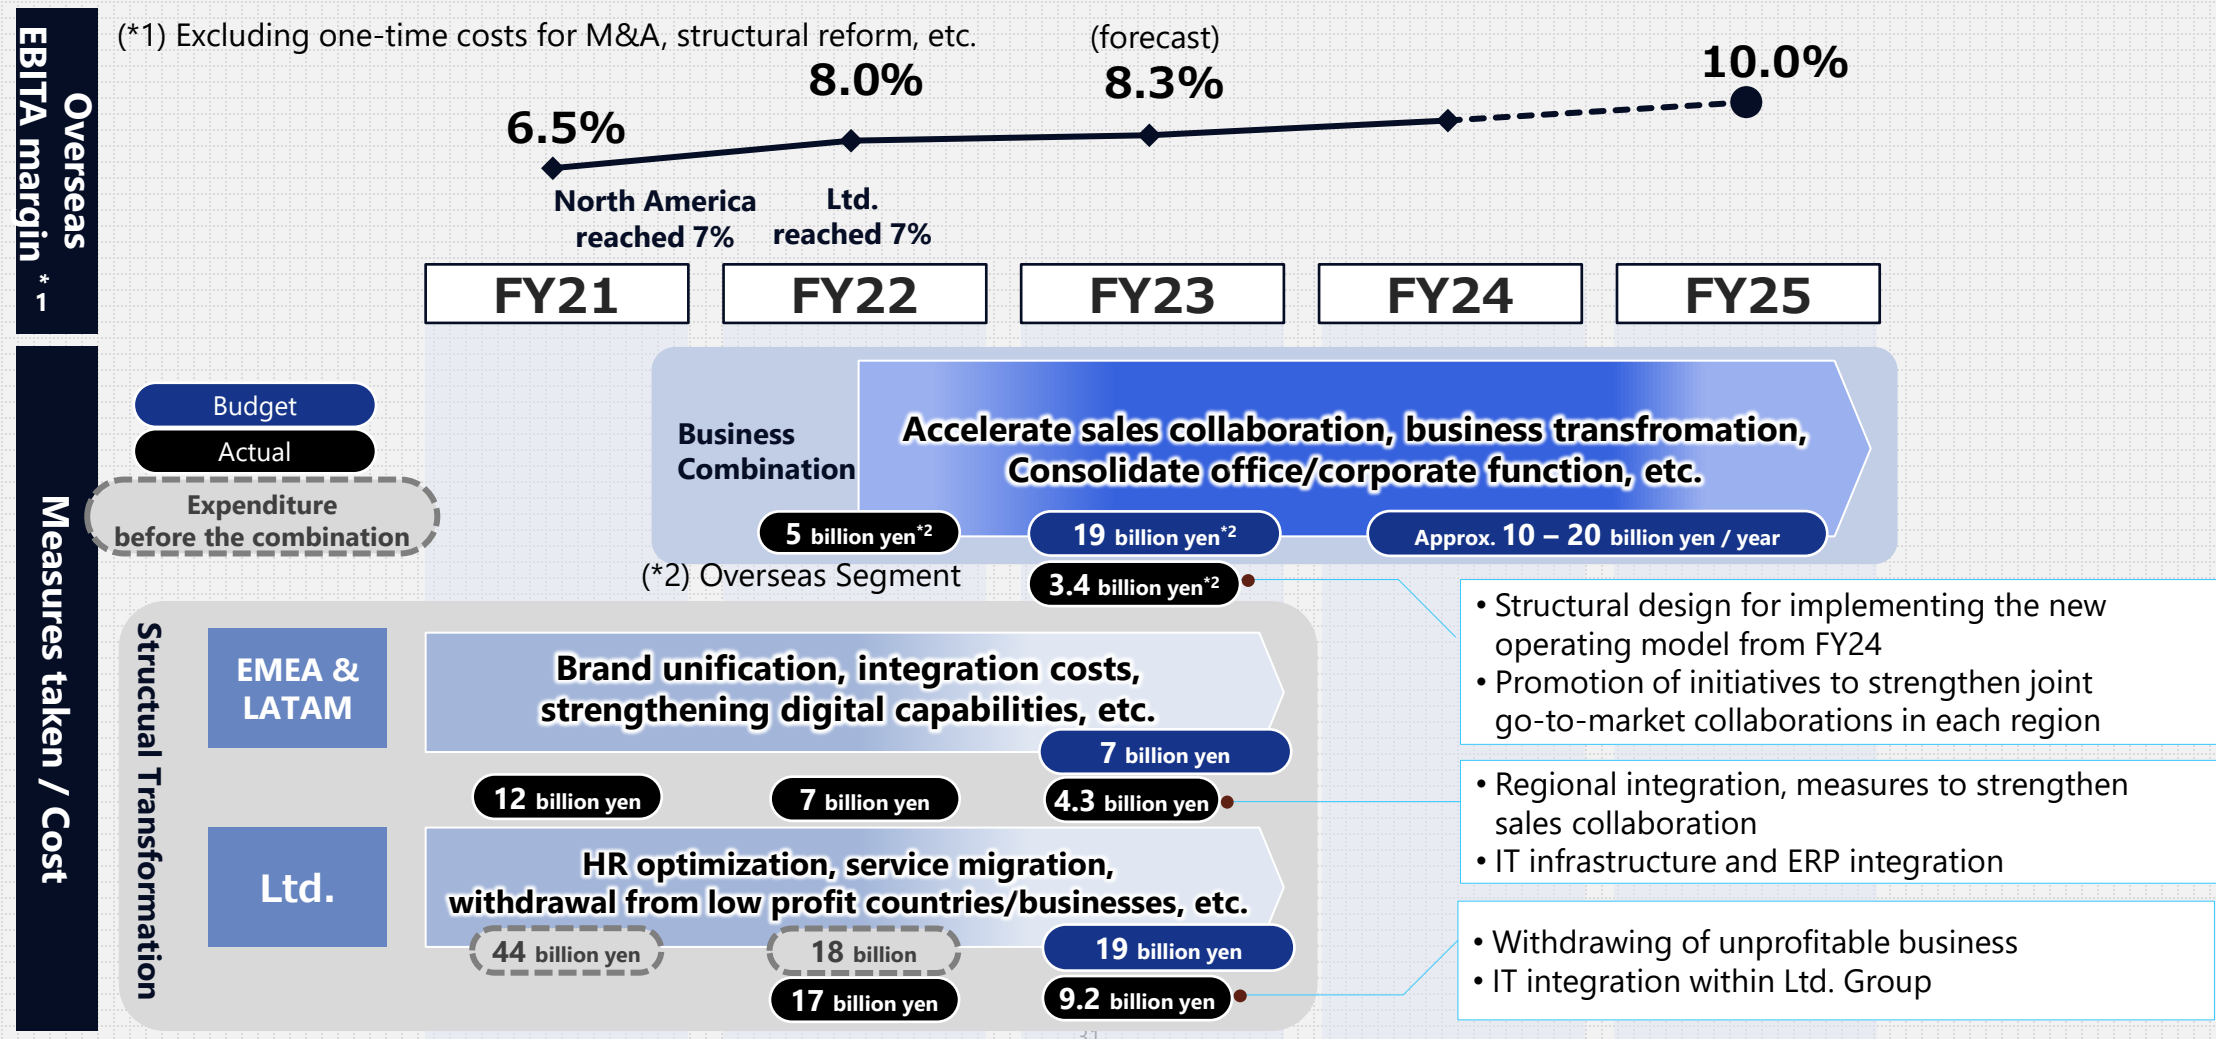 Overseas
EBITA margin *1
(*1) Excluding one-time costs for M&A, structural reform, etc.
(forecast)
6.5%
8.0%
8.3%
10.0%
North America
reached 7%
Ltd.
reached 7%
FY21
FY22
FY23
FY24
FY25
Measures taken / Cost
Budget
Actual
Expenditure
before the combination
Business
Combination
Accelerate sales collaboration, business transfromation,
Consolidate office/corporate function, etc.
5 billion yen*2
19 billion yen*2
Approx. 10 – 20 billion yen / year
(*2) Overseas Segment
3.4 billion yen*2
• Structural design for implementing the new
operating model from FY24
• Promotion of initiatives to strengthen joint
go-to-market collaborations in each region
Structual Transformation
EMEA &
LATAM
Brand unification, integration costs,
strengthening digital capabilities, etc.
7 billion yen
12 billion yen
7 billion yen
4.3 billion yen
• Regional integration, measures to strengthen
sales collaboration
• IT infrastructure and ERP integration
Ltd.
HR optimization, service migration,
withdrawal from low profit countries/businesses, etc.
44 billion yen
18 billion
19 billion yen
17 billion yen
9.2 billion yen
• Withdrawing of unprofitable business
• IT integration within Ltd. Group
31